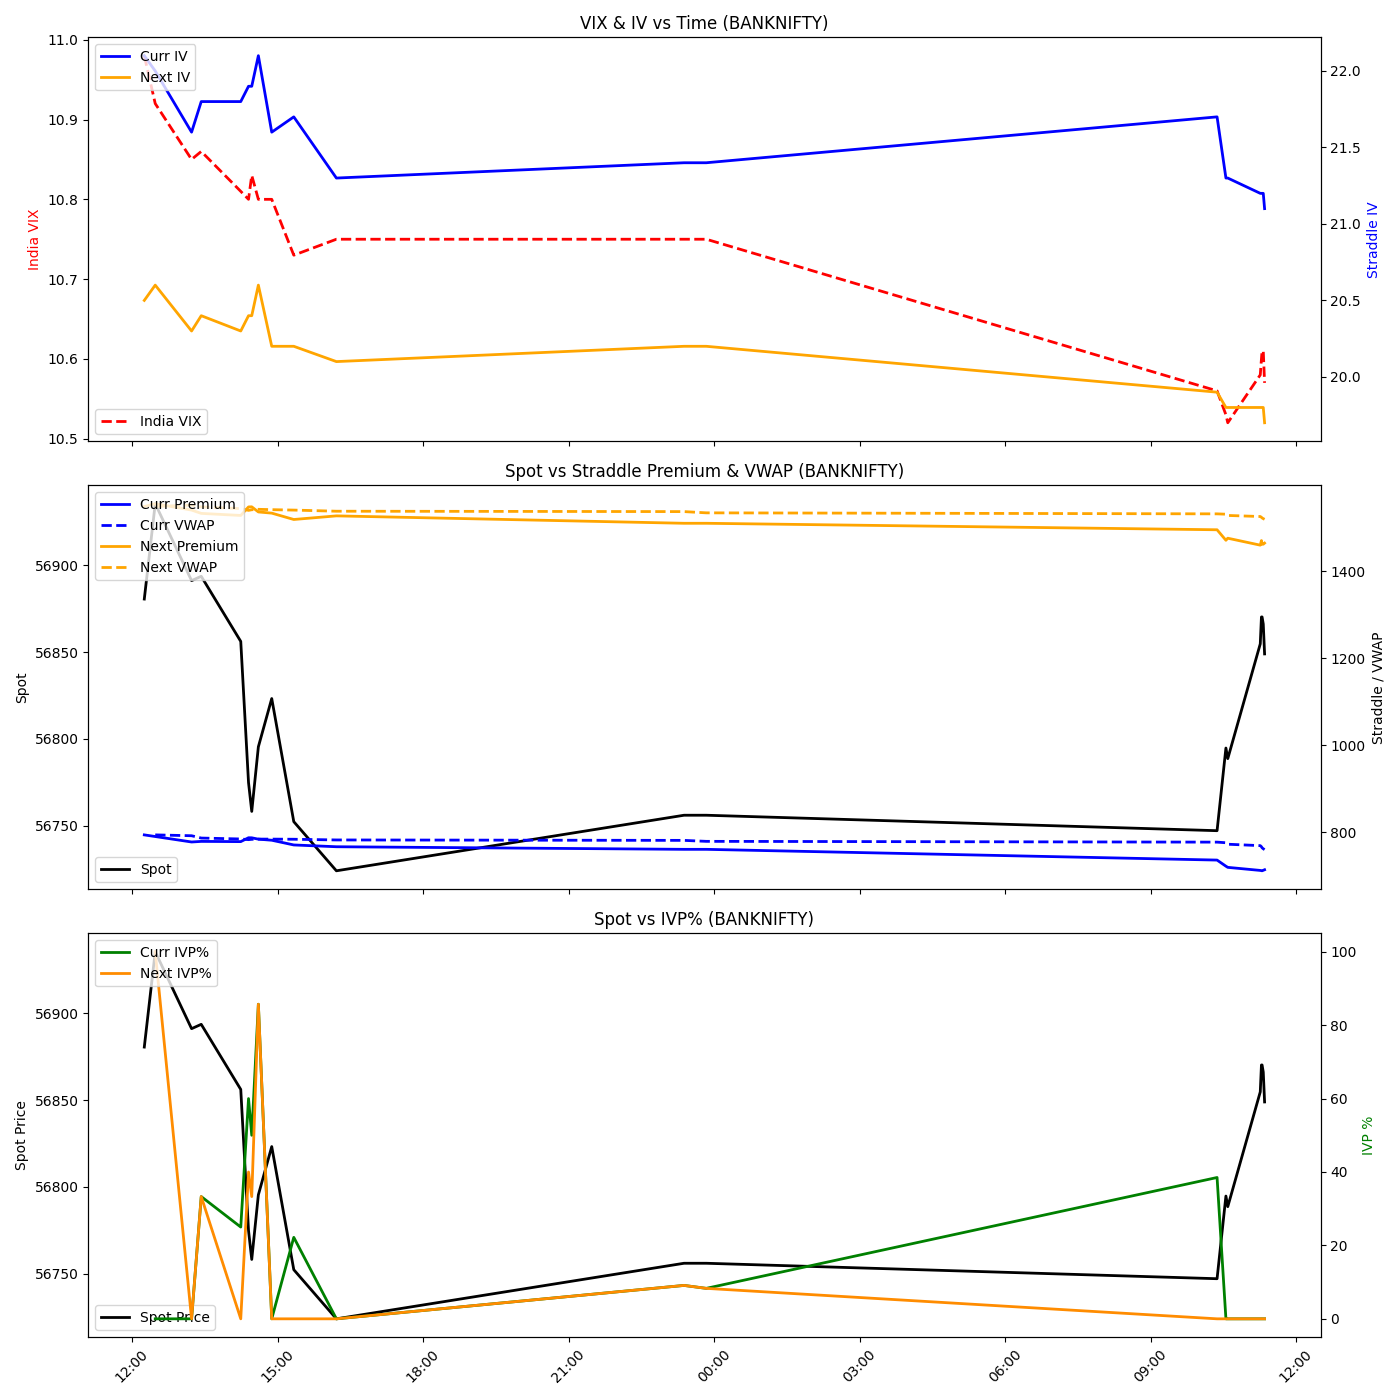 VIX & IV vs Time (BANKNIFTY)
Curr IV
Next IV
India VIX
11.0
10.9
10.8
10.7
10.6
10.5
India VIX
22.0
21.5
21.0
20.5
20.0
Straddle IV
Spot vs Straddle Premium & VWAP (BANKNIFTY)
Curr Premium
Curr VWAP
Next Premium
Next VWAP
Spot
56900
56850
56800
56750
Spot
1400
1200
1000
800
Straddle / VWAP
Spot vs IVP% (BANKNIFTY)
Curr IVP%
Next IVP%
Spot Price
56900
56850
56800
56750
Spot Price
100
80
60
40
20
0
IVP %
12:00
15:00
18:00
21:00
00:00
03:00
06:00
09:00
12:00